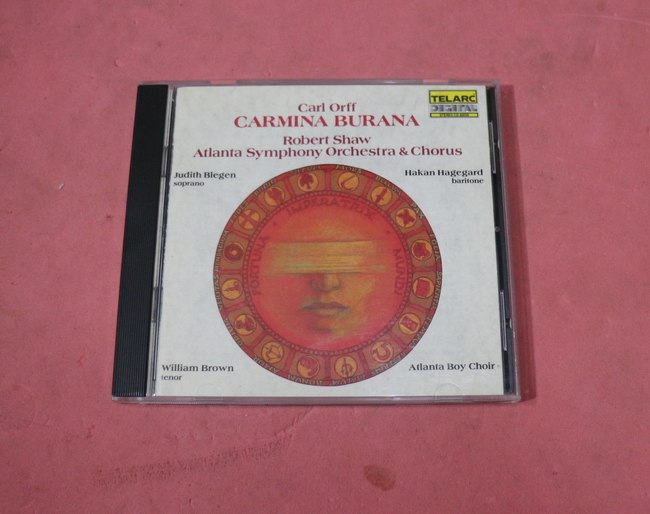 Carl Orff
CARMINA BURANA
TELARC
DIGITAL
Robert Shaw
Atlanta Symphony Orchestra & Chorus
Judith Blegen
soprano
Hakan Hagegard
baritone
FORTUNA IMPERATRIX MUNDI
William Brown
tenor
Atlanta Boy Choir